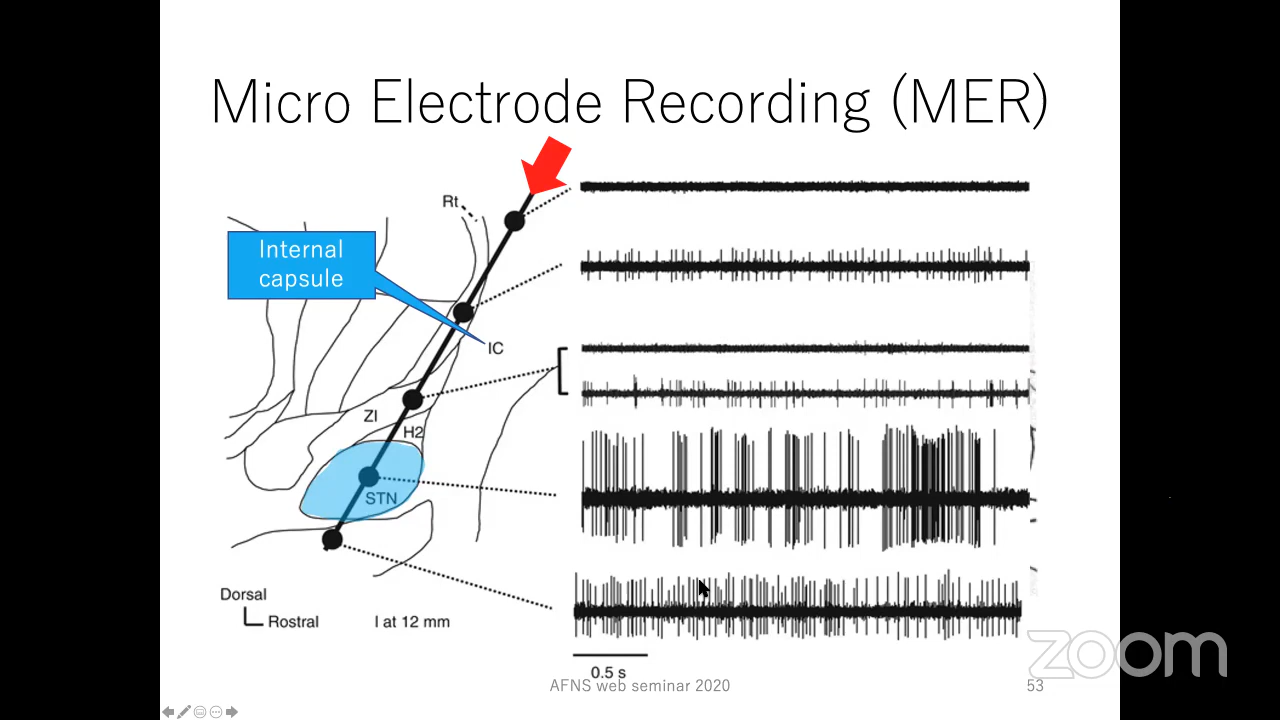 Micro Electrode Recording (MER)
Rt
Internal
capsule
IC
ZI
H2
STN
Dorsal
Rostral
l at 12 mm
0.5 s
AFNS web seminar 2020
53
zoom